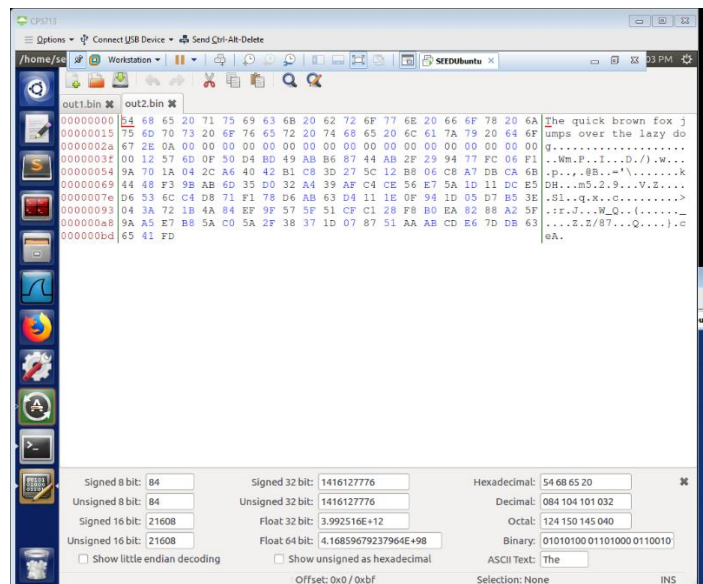 CPS713
Options ▾ Connect USB Device ▾ Send Ctrl-Alt-Delete
/home/se Workstation ▾ SEEDUbuntu × 03 PM
out1.bin ✖ out2.bin ✖
00000000 54 68 65 20 71 75 69 63 6B 20 62 72 6F 77 6E 20 66 6F 78 20 6A The quick brown fox j
00000015 75 6D 70 73 20 6F 76 65 72 20 74 68 65 20 6C 61 7A 79 20 64 6F umps over the lazy do
0000002a 67 2E 0A 00 00 00 00 00 00 00 00 00 00 00 00 00 00 00 00 00 00 g....................
0000003f 00 12 57 6D 0F 50 D4 BD 49 AB B6 87 44 AB 2F 29 94 77 FC 06 F1 ..Wm.P..I...D./).w...
00000054 9A 70 1A 04 2C A6 40 42 B1 C8 3D 27 5C 12 B8 06 C8 A7 DB CA 6B .p..,.@B..='\.......k
00000069 44 48 F3 9B AB 6D 35 D0 32 A4 39 AF C4 CE 56 E7 5A 1D 11 DC E5 DH...m5.2.9...V.Z....
0000007e D6 53 6C C4 D8 71 F1 78 D6 AB 63 D4 11 1E 0F 94 1D 05 D7 B5 3E .Sl..q.x..c.........>
00000093 04 3A 72 1B 4A 84 EF 9F 57 5F 51 CF C1 28 F8 B0 EA 82 88 A2 5F .:r.J...W_Q..(......_
000000a8 9A A5 E7 B8 5A C0 5A 2F 38 37 1D 07 87 51 AA AB CD E6 7D DB 63 ....Z.Z/87...Q....}.c
000000bd 65 41 FD eA.
Signed 8 bit: 84 Signed 32 bit: 1416127776 Hexadecimal: 54 68 65 20
Unsigned 8 bit: 84 Unsigned 32 bit: 1416127776 Decimal: 084 104 101 032
Signed 16 bit: 21608 Float 32 bit: 3.992516E+12 Octal: 124 150 145 040
Unsigned 16 bit: 21608 Float 64 bit: 4.16859679237964E+98 Binary: 01010100 01101000 0110010
Show little endian decoding Show unsigned as hexadecimal ASCII Text: The
Offset: 0x0 / 0xbf Selection: None INS